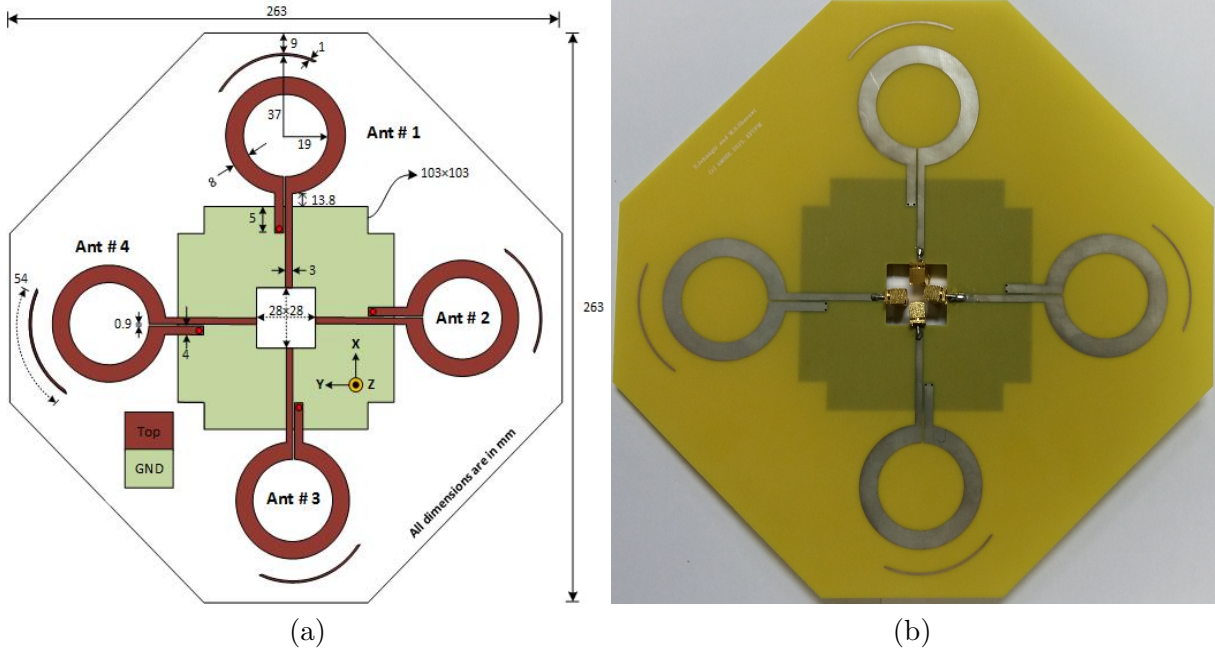 263
9
1
37
19
Ant # 1
8
103×103
13.8
5
Ant # 4
3
54
28×28
263
0.9
Ant # 2
4
X
Y
Z
Top
GND
Ant # 3
All dimensions are in mm
(a)
(b)